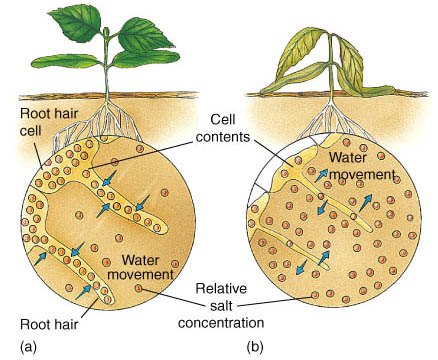 Root hair
cell
Cell
contents
Water
movement
Water
movement
Relative
salt
concentration
Root hair
(a)
(b)